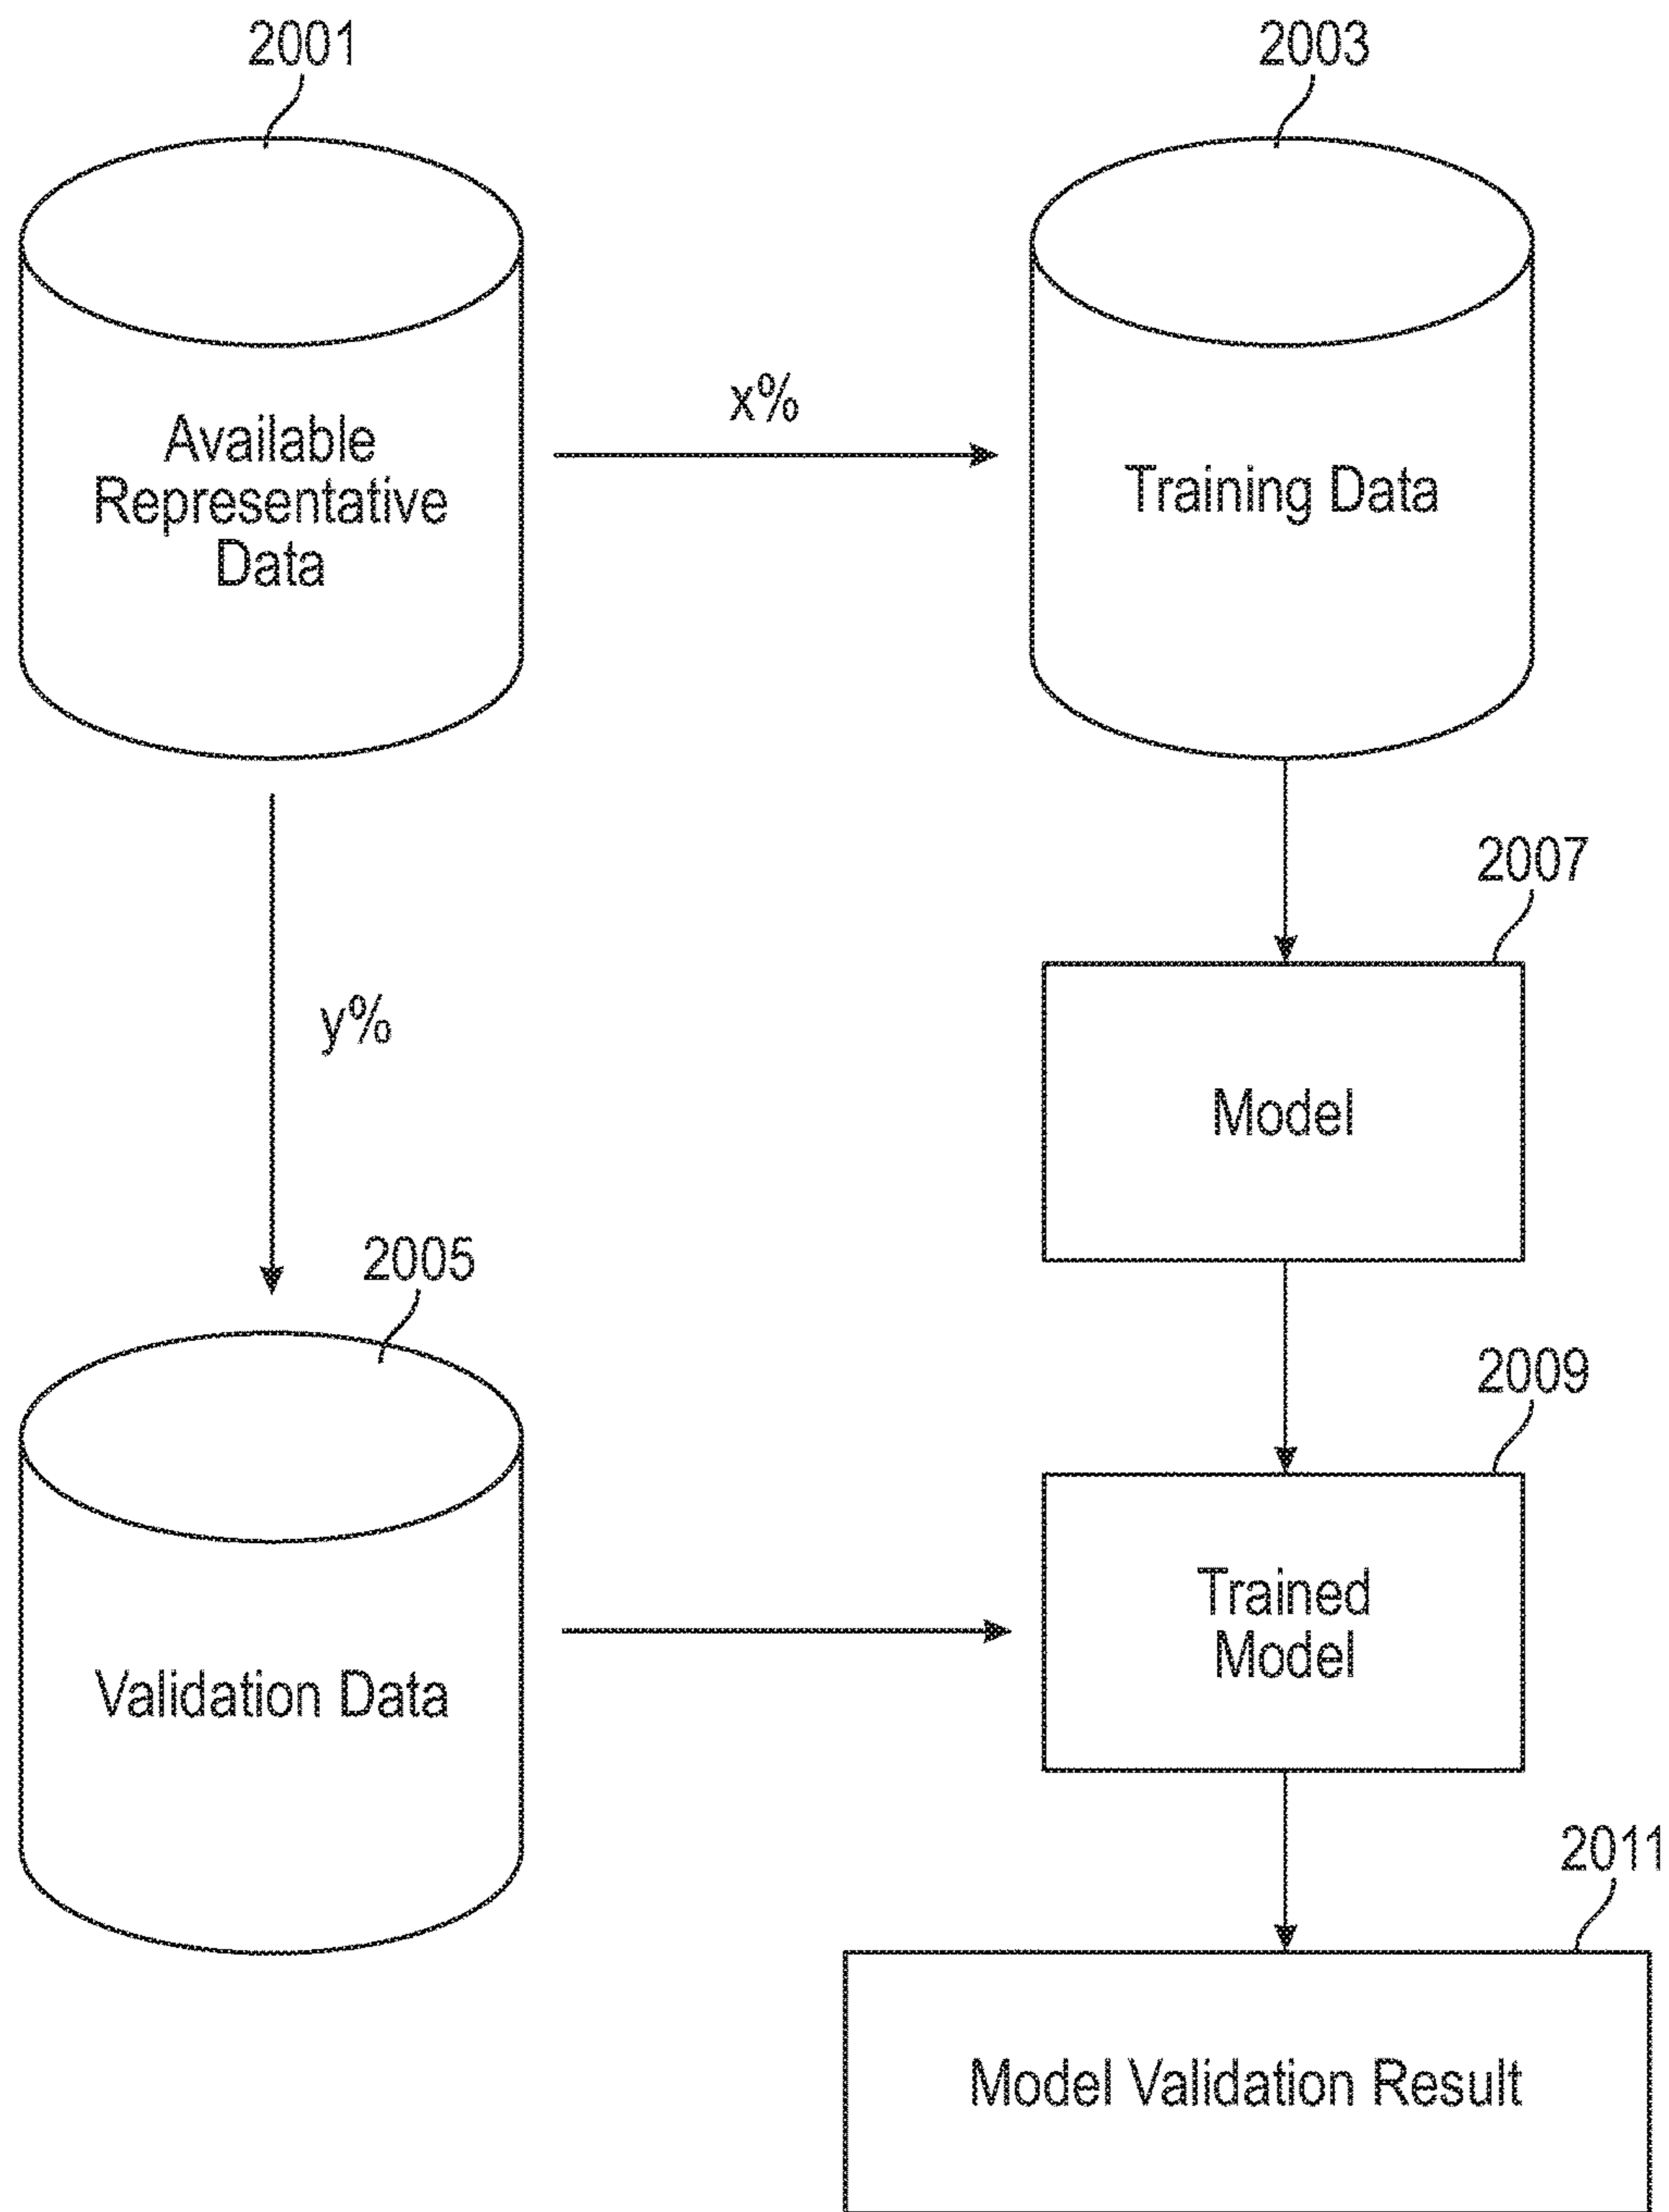 2001
2003
Available
Representative
Data
x%
Training Data
2007
y%
Model
2005
2009
Trained
Model
Validation Data
2011
Model Validation Result